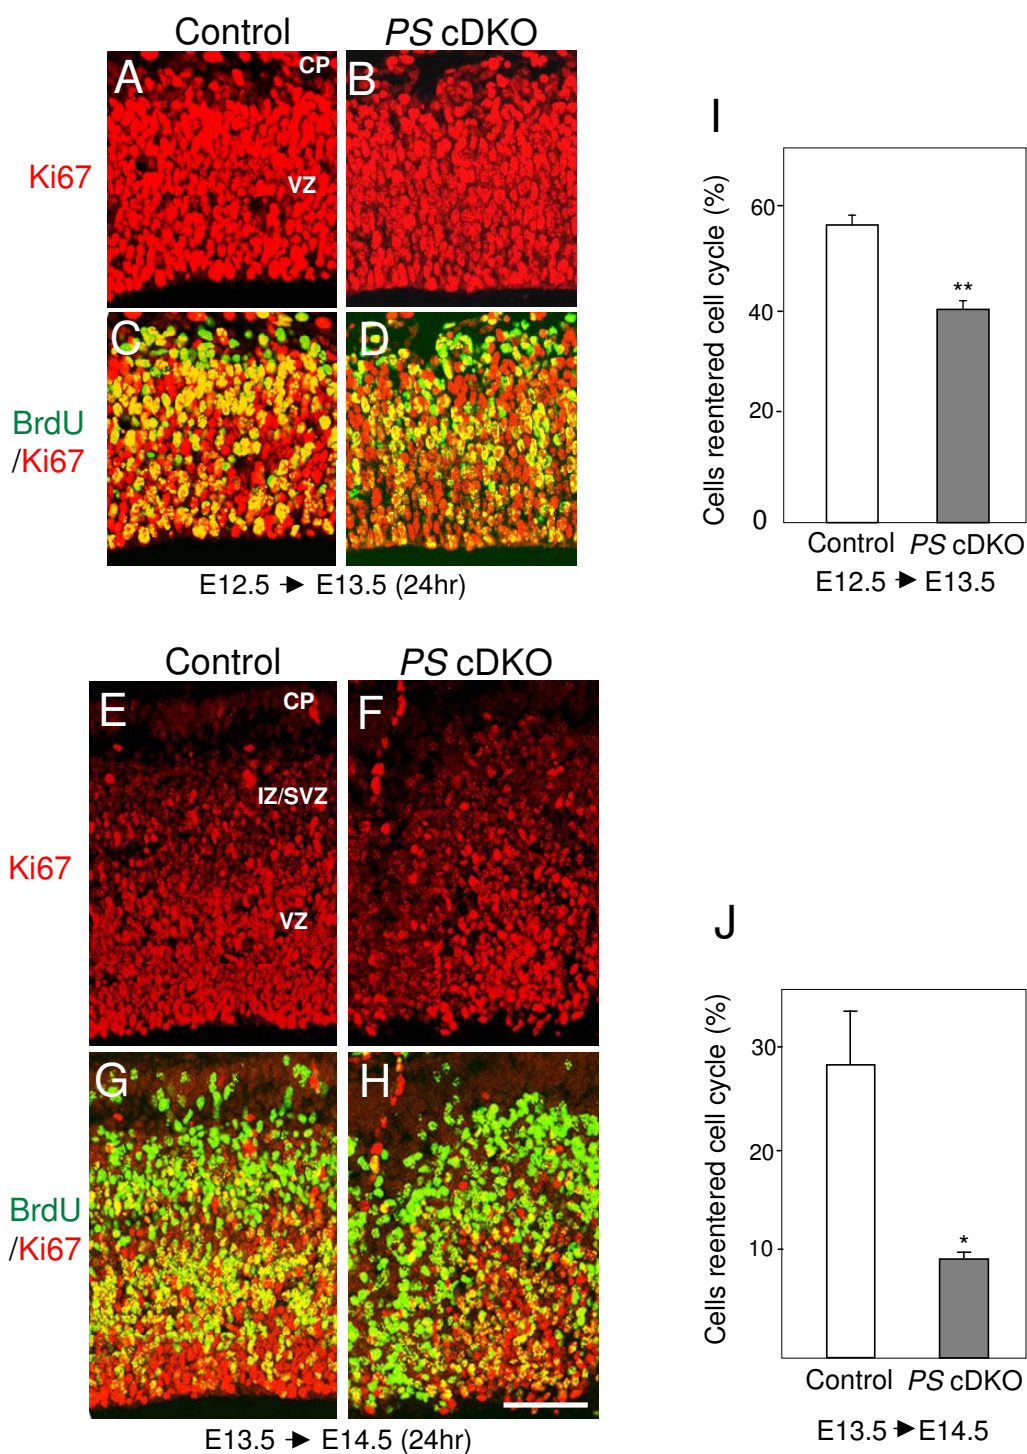 Control
PS cDKO
A
CP
VZ
B
Ki67
C
D
BrdU
/Ki67
E12.5 ➤ E13.5 (24hr)
I
Cells reentered cell cycle (%)
60
40
20
0
**
Control
PS cDKO
E12.5 ➤ E13.5
Control
PS cDKO
E
CP
IZ/SVZ
VZ
F
Ki67
G
H
BrdU
/Ki67
E13.5 ➤ E14.5 (24hr)
J
Cells reentered cell cycle (%)
30
20
10
*
Control
PS cDKO
E13.5 ➤ E14.5